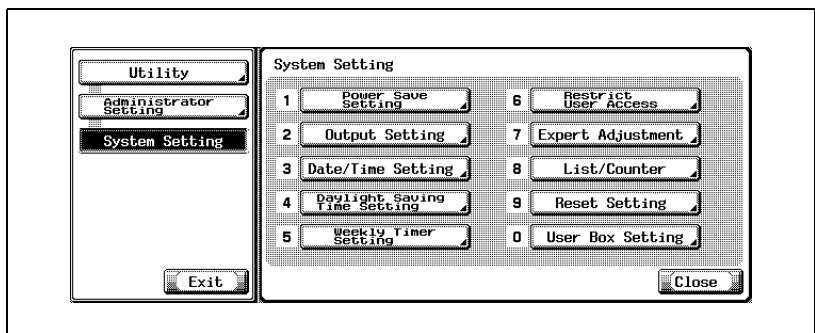 Utility
Administrator
Setting
System Setting
Exit
System Setting
1 Power Save
Setting
2 Output Setting
3 Date/Time Setting
4 Daylight Saving
Time Setting
5 Weekly Timer
Setting
6 Restrict
User Access
7 Expert Adjustment
8 List/Counter
9 Reset Setting
0 User Box Setting
Close